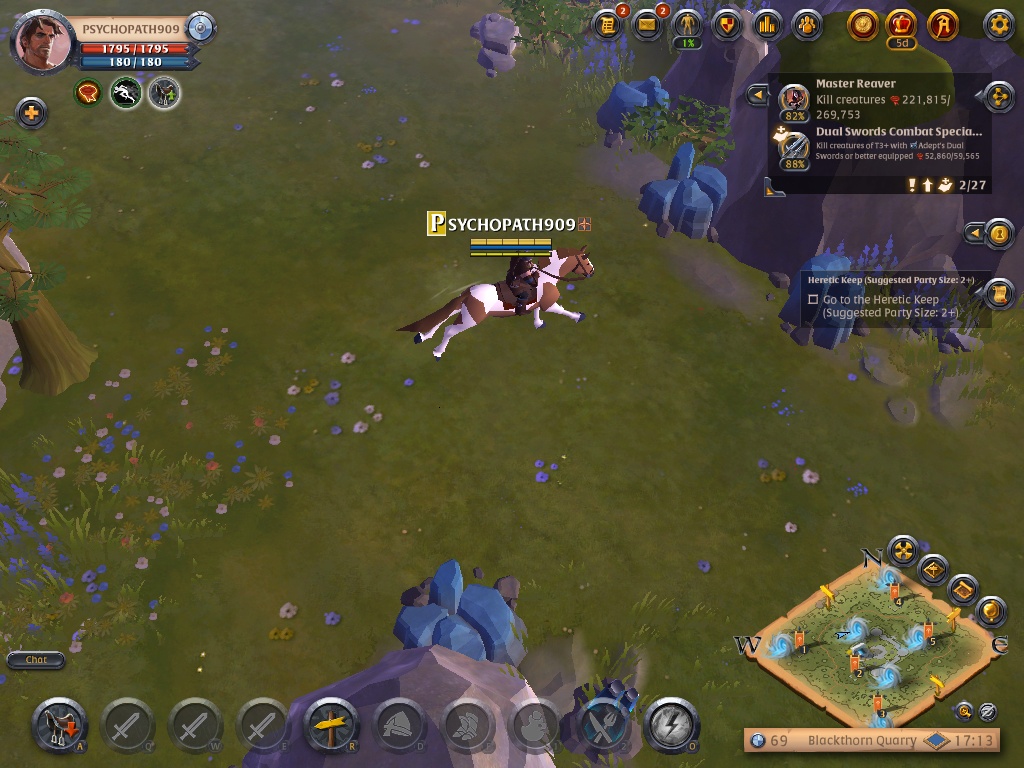 PSYCHOPATH909
1795 / 1795
180 / 180
2
2
1%
5d
Master Reaver
Kill creatures 221,815/
269,753
82%
Dual Swords Combat Specia...
Kill creatures of T3+ with Adept's Dual
Swords or better equipped 52,860/59,565
88%
2/27
PSYCHOPATH909
Heretic Keep (Suggested Party Size: 2+)
Go to the Heretic Keep
(Suggested Party Size: 2+)
N
W
E
4
1
5
2
3
Chat
A
Q
W
E
R
D
F
2
O
69 Blackthorn Quarry 17:13